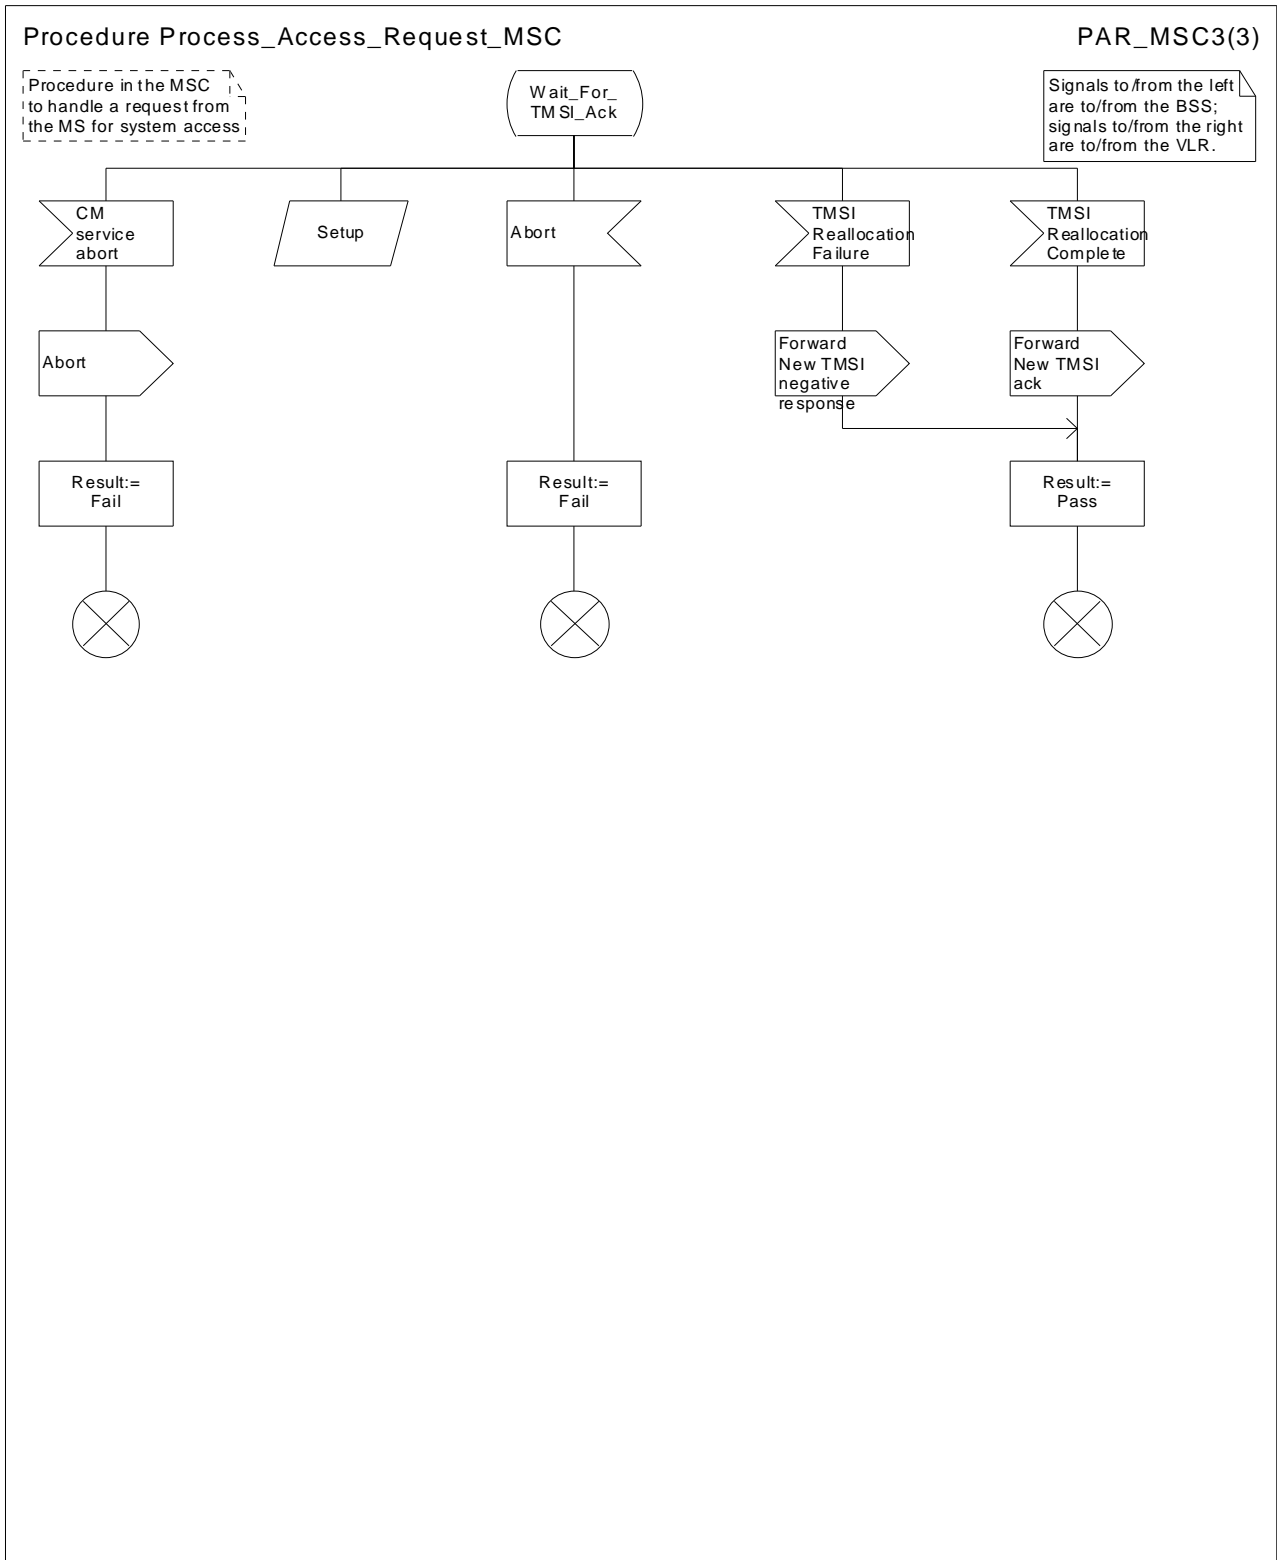 Procedure Process_Access_Request_MSC
PAR_MSC3(3)
Procedure in the MSC
to handle a request from
the MS for system access
Wait_For_
TMSI_Ack
Signals to/from the left
are to/from the BSS;
signals to/from the right
are to/from the VLR.
CM
service
abort
Setup
Abort
TMSI
Reallocation
Failure
TMSI
Reallocation
Complete
Abort
Forward
New TMSI
negative
response
Forward
New TMSI
ack
Result:=
Fail
Result:=
Fail
Result:=
Pass